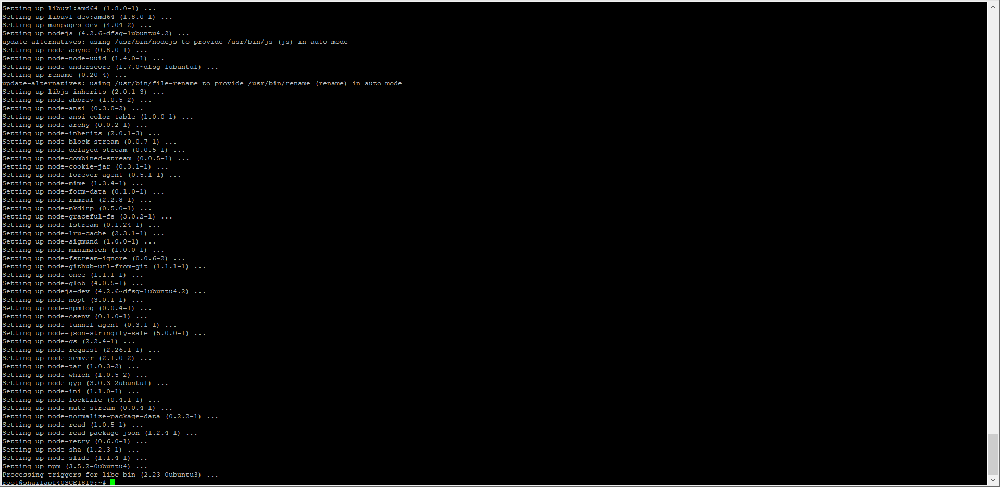 Setting up libuv1:amd64 (1.8.0-1) ...
Setting up libuv1-dev:amd64 (1.8.0-1) ...
Setting up manpages-dev (4.04-2) ...
Setting up nodejs (4.2.6~dfsg-1ubuntu4.2) ...
update-alternatives: using /usr/bin/nodejs to provide /usr/bin/js (js) in auto mode
Setting up node-async (0.8.0-1) ...
Setting up node-node-uuid (1.4.0-1) ...
Setting up node-underscore (1.7.0~dfsg-1ubuntu1) ...
Setting up rename (0.20-4) ...
update-alternatives: using /usr/bin/file-rename to provide /usr/bin/rename (rename) in auto mode
Setting up libjs-inherits (2.0.1-3) ...
Setting up node-abbrev (1.0.5-2) ...
Setting up node-ansi (0.3.0-2) ...
Setting up node-ansi-color-table (1.0.0-1) ...
Setting up node-archy (0.0.2-1) ...
Setting up node-inherits (2.0.1-3) ...
Setting up node-block-stream (0.0.7-1) ...
Setting up node-delayed-stream (0.0.5-1) ...
Setting up node-combined-stream (0.0.5-1) ...
Setting up node-cookie-jar (0.3.1-1) ...
Setting up node-forever-agent (0.5.1-1) ...
Setting up node-mime (1.3.4-1) ...
Setting up node-form-data (0.1.0-1) ...
Setting up node-rimraf (2.2.8-1) ...
Setting up node-mkdirp (0.5.0-1) ...
Setting up node-graceful-fs (3.0.2-1) ...
Setting up node-fstream (0.1.24-1) ...
Setting up node-lru-cache (2.3.1-1) ...
Setting up node-sigmund (1.0.0-1) ...
Setting up node-minimatch (1.0.0-1) ...
Setting up node-fstream-ignore (0.0.6-2) ...
Setting up node-github-url-from-git (1.1.1-1) ...
Setting up node-once (1.1.1-1) ...
Setting up node-glob (4.0.5-1) ...
Setting up nodejs-dev (4.2.6~dfsg-1ubuntu4.2) ...
Setting up node-nopt (3.0.1-1) ...
Setting up node-npmlog (0.0.4-1) ...
Setting up node-osenv (0.1.0-1) ...
Setting up node-tunnel-agent (0.3.1-1) ...
Setting up node-json-stringify-safe (5.0.0-1) ...
Setting up node-qs (2.2.4-1) ...
Setting up node-request (2.26.1-1) ...
Setting up node-semver (2.1.0-2) ...
Setting up node-tar (1.0.3-2) ...
Setting up node-which (1.0.5-2) ...
Setting up node-gyp (3.0.3-2ubuntu1) ...
Setting up node-ini (1.1.0-1) ...
Setting up node-lockfile (0.4.1-1) ...
Setting up node-mute-stream (0.0.4-1) ...
Setting up node-normalize-package-data (0.2.2-1) ...
Setting up node-read (1.0.5-1) ...
Setting up node-read-package-json (1.2.4-1) ...
Setting up node-retry (0.6.0-1) ...
Setting up node-sha (1.2.3-1) ...
Setting up node-slide (1.1.4-1) ...
Setting up npm (3.5.2-0ubuntu4) ...
Processing triggers for libc-bin (2.23-0ubuntu3) ...
root@shailapf40SGE1819:~#